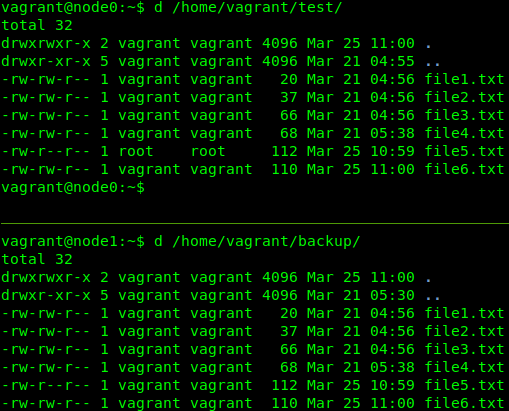 vagrant@node0:~$ d /home/vagrant/test/
total 32
drwxrwxr-x 2 vagrant vagrant 4096 Mar 25 11:00 .
drwxr-xr-x 5 vagrant vagrant 4096 Mar 21 04:55 ..
-rw-rw-r-- 1 vagrant vagrant   20 Mar 21 04:56 file1.txt
-rw-rw-r-- 1 vagrant vagrant   37 Mar 21 04:56 file2.txt
-rw-rw-r-- 1 vagrant vagrant   66 Mar 21 04:56 file3.txt
-rw-rw-r-- 1 vagrant vagrant   68 Mar 21 05:38 file4.txt
-rw-r--r-- 1 root    root     112 Mar 25 10:59 file5.txt
-rw-rw-r-- 1 vagrant vagrant  110 Mar 25 11:00 file6.txt
vagrant@node0:~$
vagrant@node1:~$ d /home/vagrant/backup/
total 32
drwxrwxr-x 2 vagrant vagrant 4096 Mar 25 11:00 .
drwxr-xr-x 5 vagrant vagrant 4096 Mar 21 05:30 ..
-rw-rw-r-- 1 vagrant vagrant   20 Mar 21 04:56 file1.txt
-rw-rw-r-- 1 vagrant vagrant   37 Mar 21 04:56 file2.txt
-rw-rw-r-- 1 vagrant vagrant   66 Mar 21 04:56 file3.txt
-rw-rw-r-- 1 vagrant vagrant   68 Mar 21 05:38 file4.txt
-rw-r--r-- 1 vagrant vagrant  112 Mar 25 10:59 file5.txt
-rw-rw-r-- 1 vagrant vagrant  110 Mar 25 11:00 file6.txt